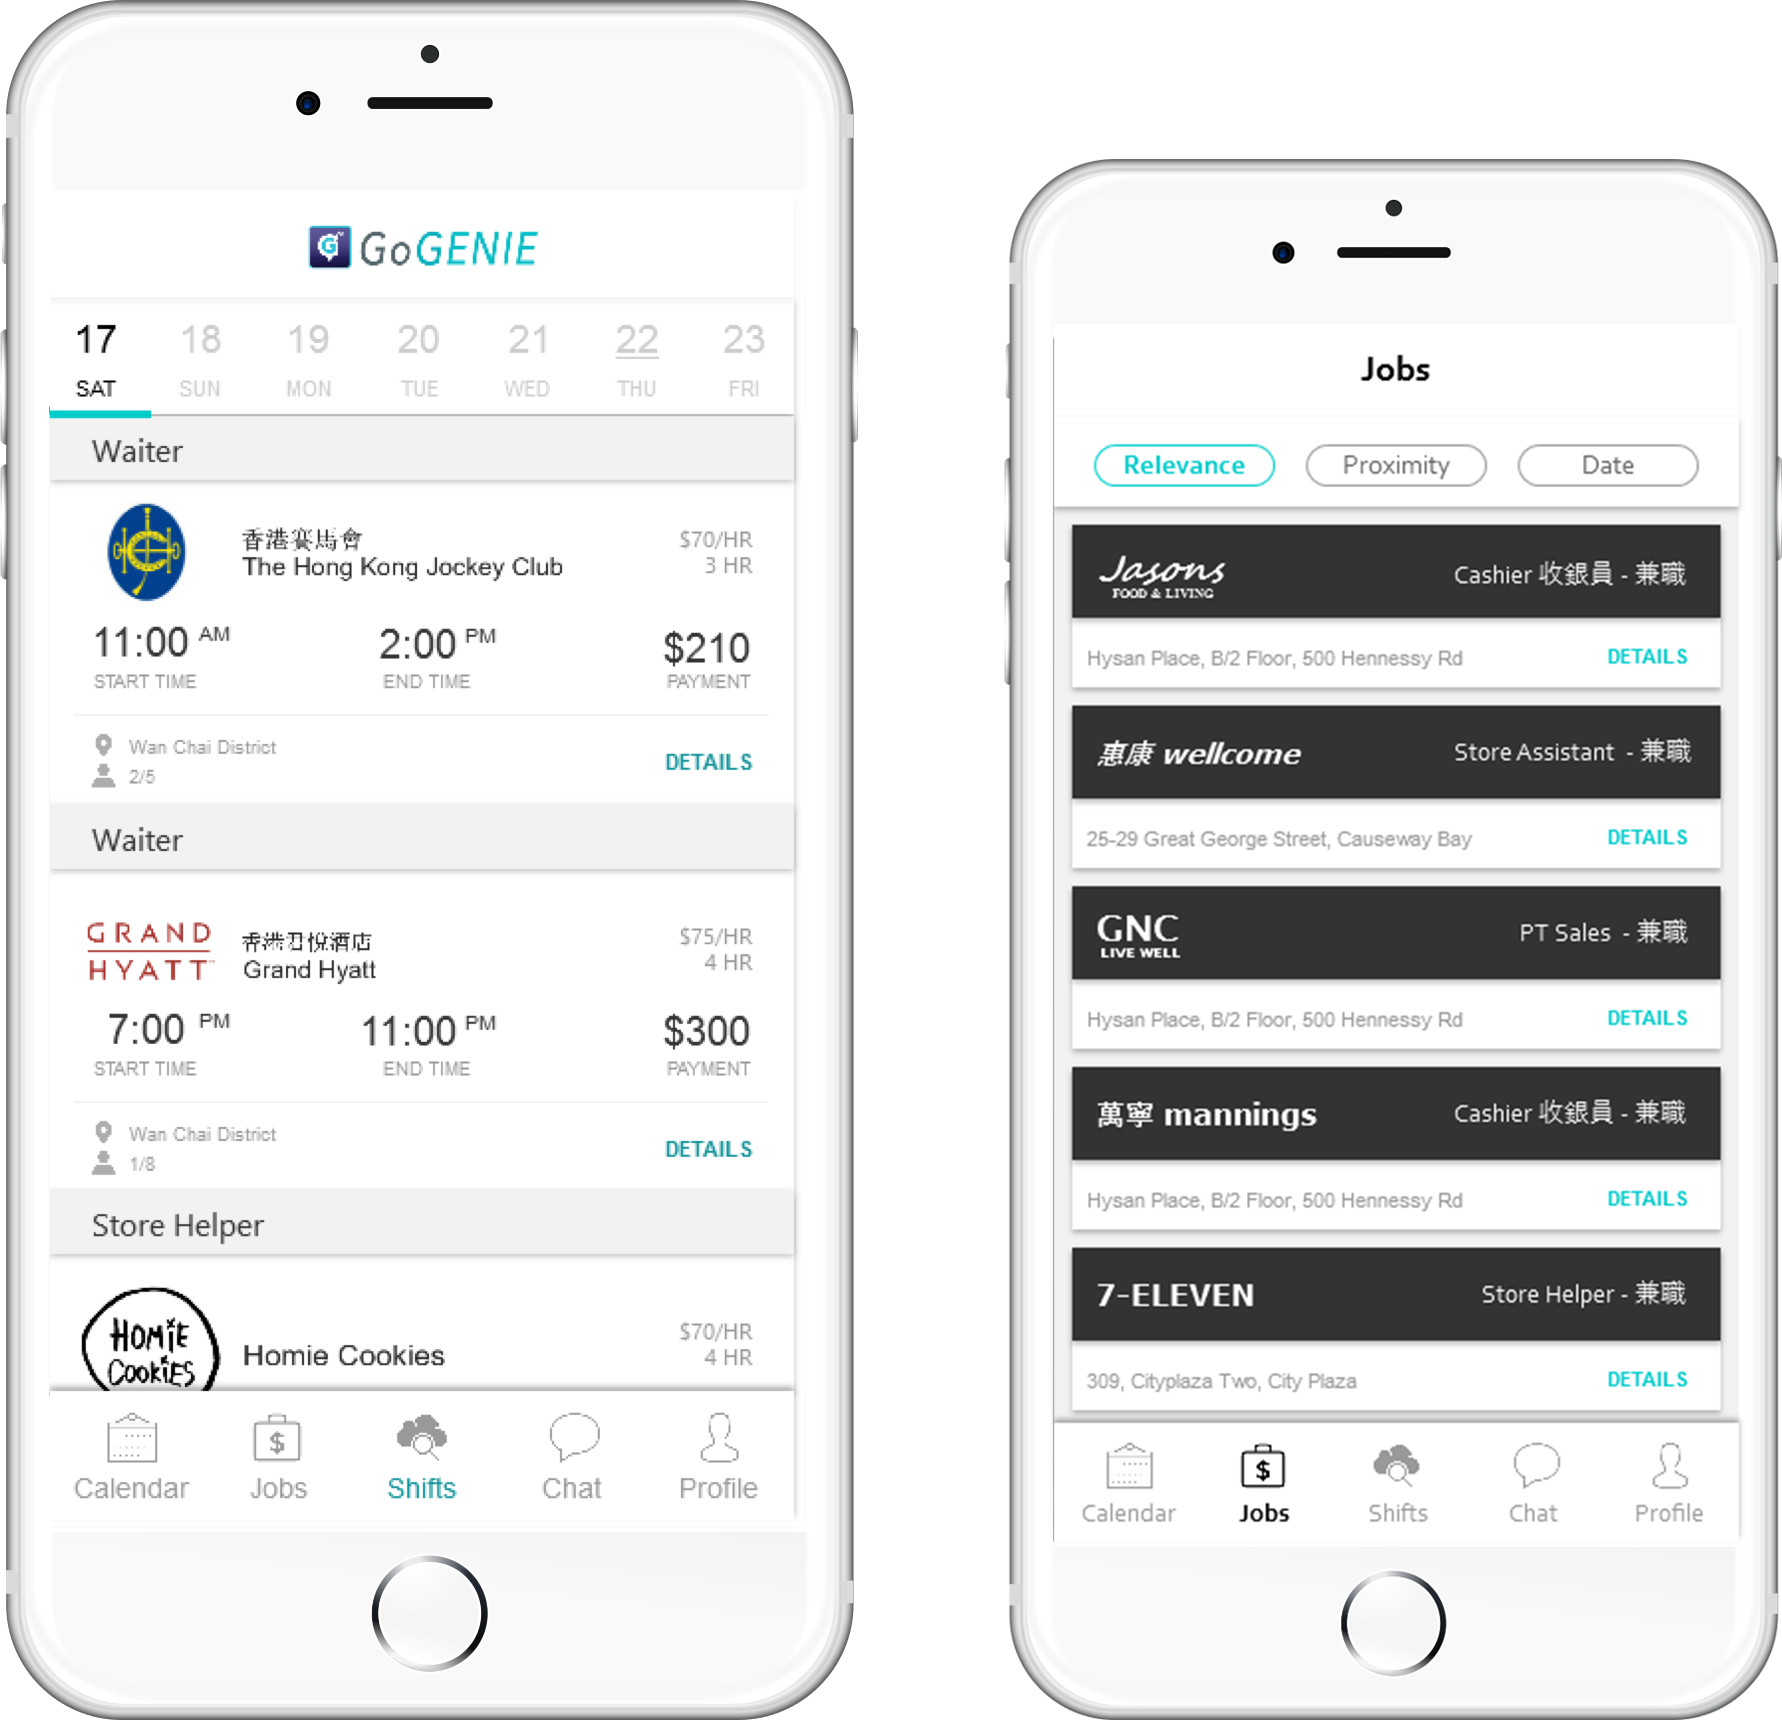 GoGENIE
17 18 19 20 21 22 23
SAT SUN MON TUE WED THU FRI
Waiter
香港賽馬會
The Hong Kong Jockey Club
$70/HR
3 HR
11:00 AM 2:00 PM $210
START TIME END TIME PAYMENT
Wan Chai District
2/5
DETAILS
Waiter
GRAND
HYATT
香港君悅酒店
Grand Hyatt
$75/HR
4 HR
7:00 PM 11:00 PM $300
START TIME END TIME PAYMENT
Wan Chai District
1/8
DETAILS
Store Helper
HOMiE
COOKiES
Homie Cookies
$70/HR
4 HR
$
Calendar Jobs Shifts Chat Profile
Jobs
Relevance Proximity Date
Jasons
FOOD & LIVING
Cashier 收銀員 - 兼職
Hysan Place, B/2 Floor, 500 Hennessy Rd DETAILS
惠康 wellcome Store Assistant - 兼職
25-29 Great George Street, Causeway Bay DETAILS
GNC
LIVE WELL
PT Sales - 兼職
Hysan Place, B/2 Floor, 500 Hennessy Rd DETAILS
萬寧 mannings Cashier 收銀員 - 兼職
Hysan Place, B/2 Floor, 500 Hennessy Rd DETAILS
7-ELEVEN Store Helper - 兼職
309, Cityplaza Two, City Plaza DETAILS
$
Calendar Jobs Shifts Chat Profile